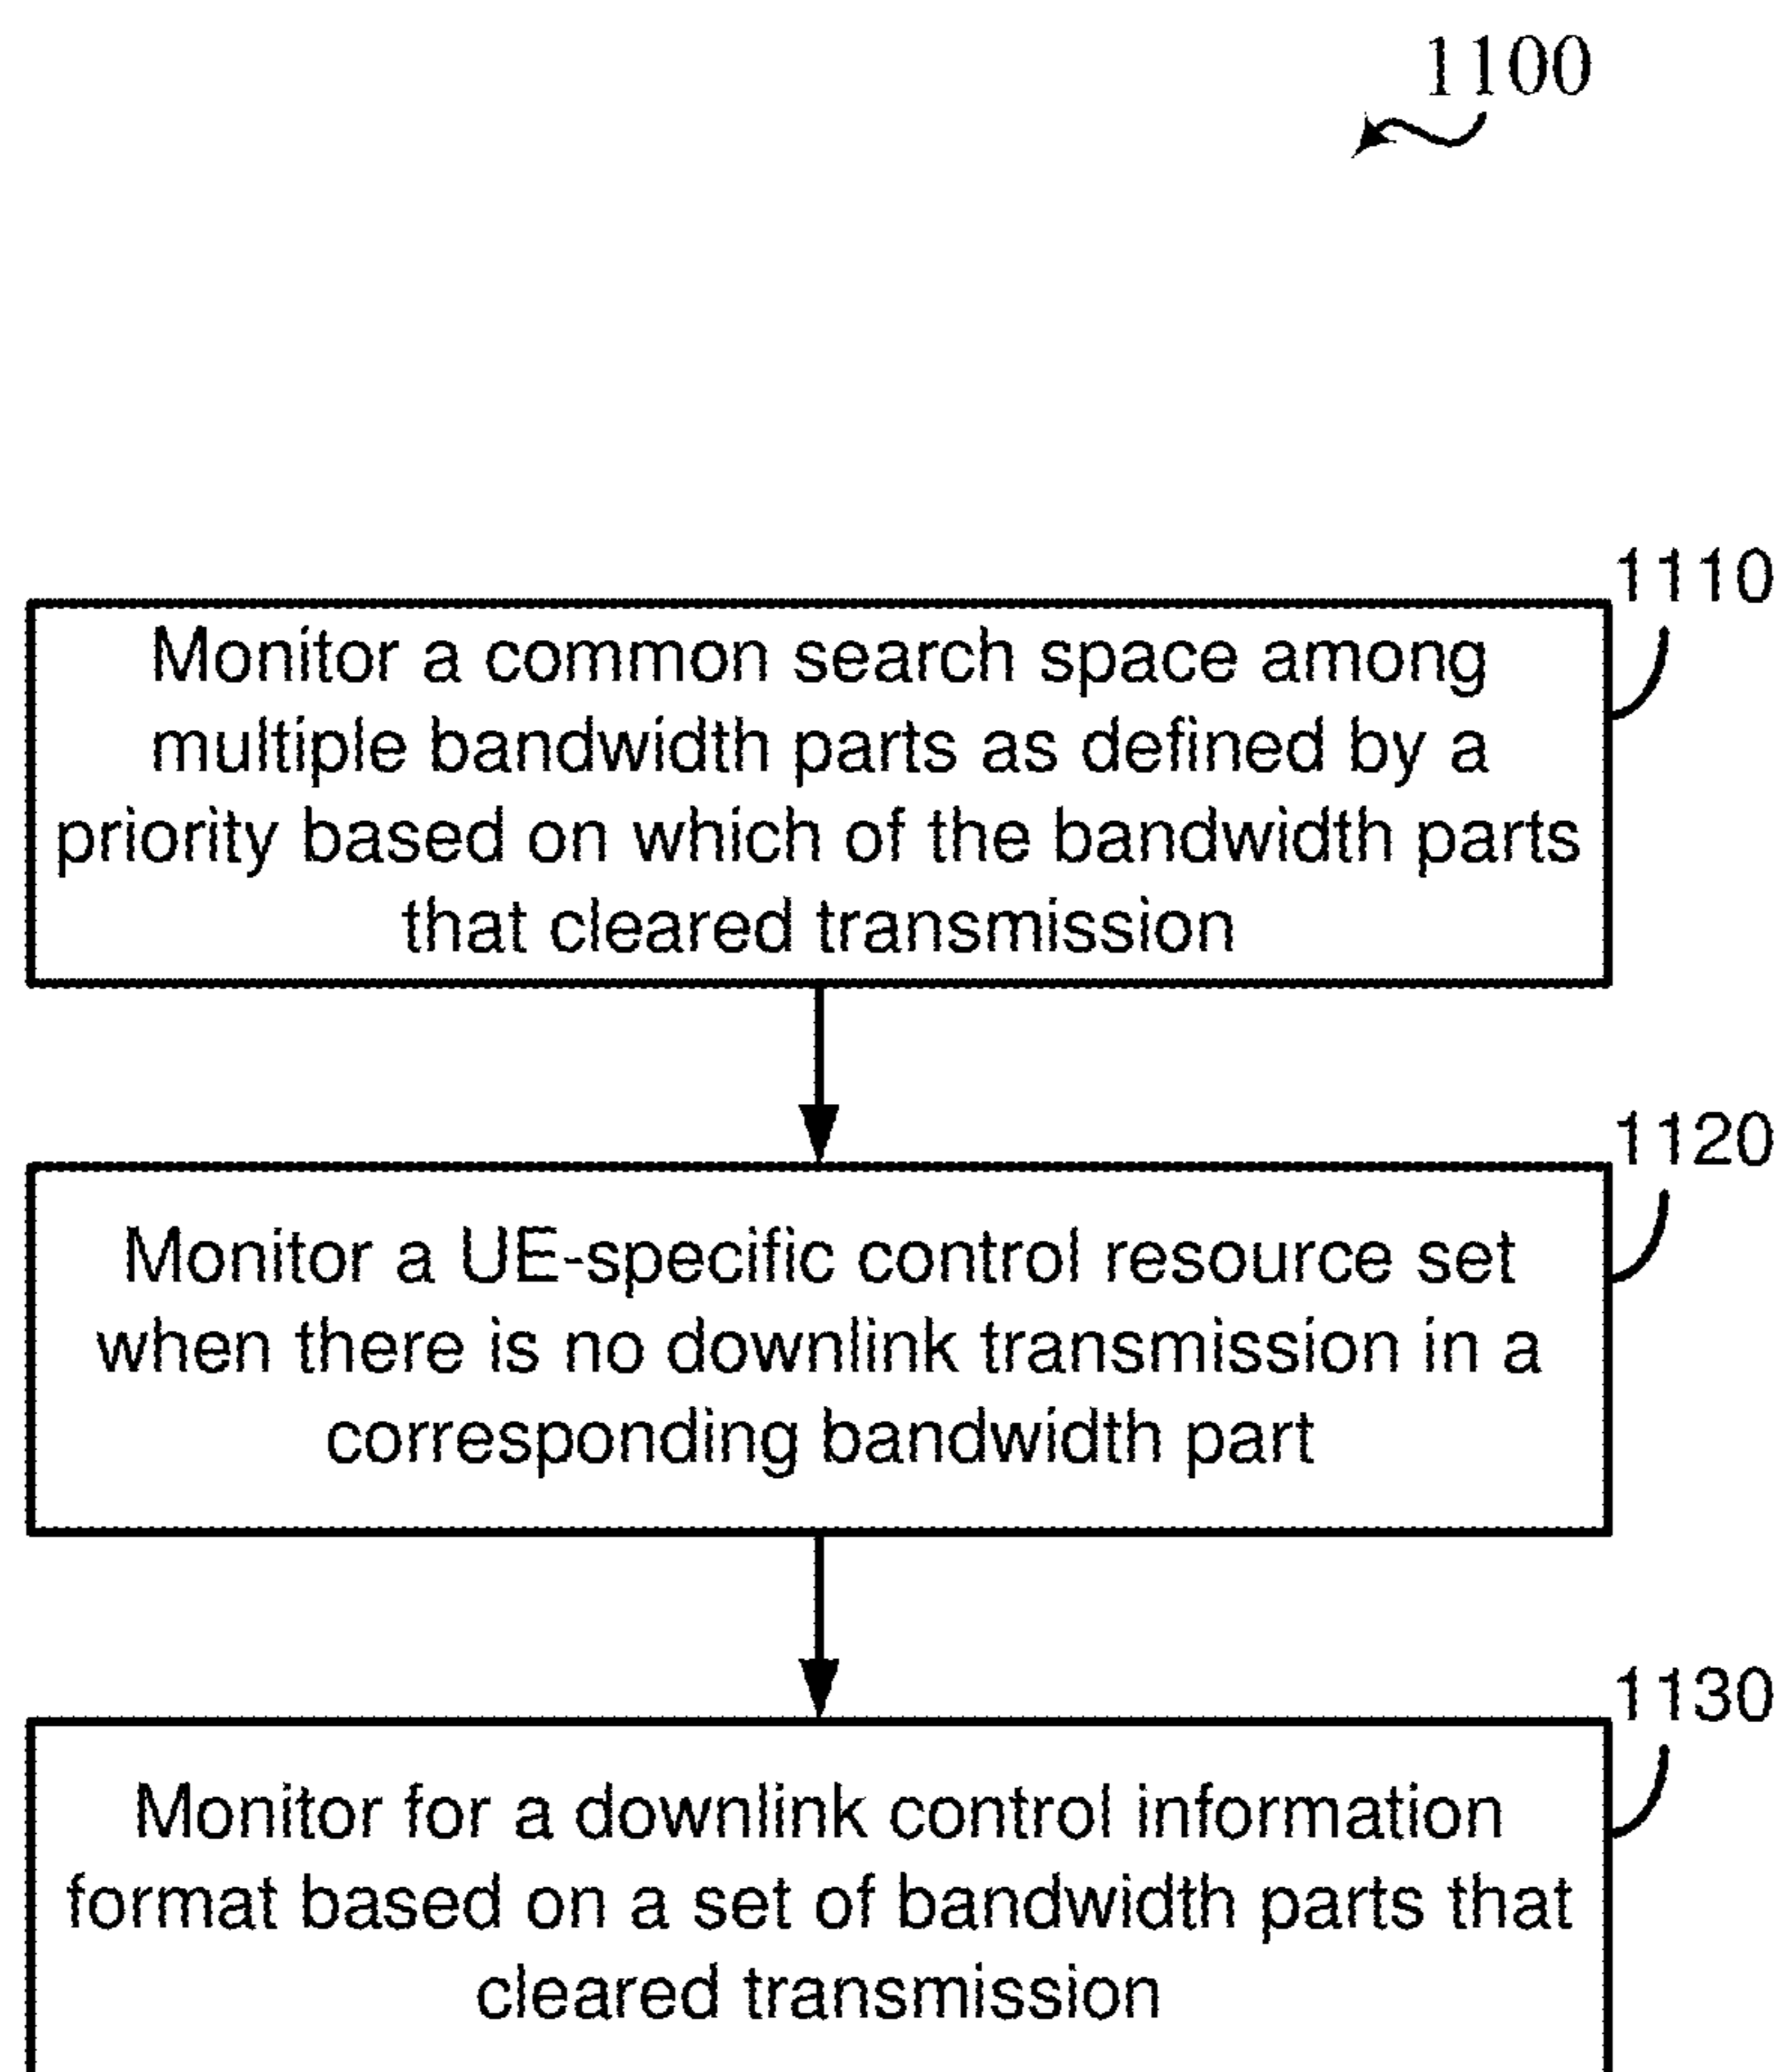 1100
1110
Monitor a common search space among
multiple bandwidth parts as defined by a
priority based on which of the bandwidth parts
that cleared transmission
1120
Monitor a UE-specific control resource set
when there is no downlink transmission in a
corresponding bandwidth part
1130
Monitor for a downlink control information
format based on a set of bandwidth parts that
cleared transmission